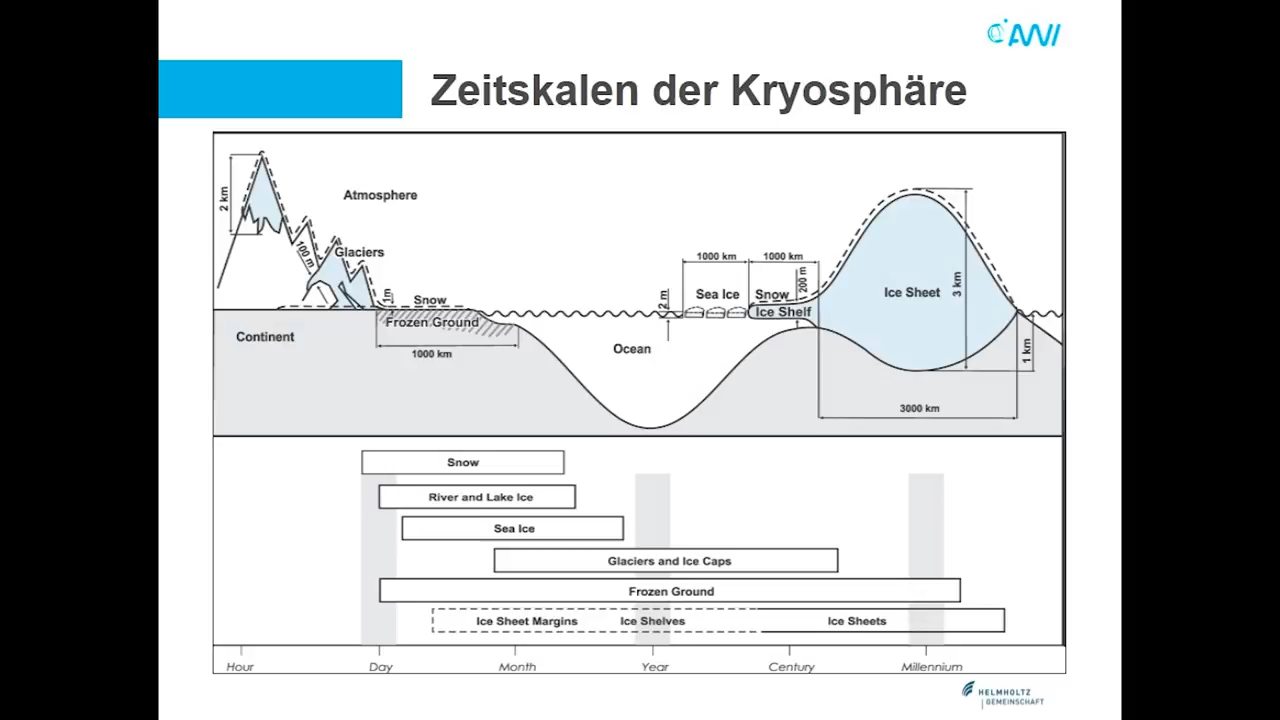 AWI
Zeitskalen der Kryosphäre
2 km
Atmosphere
100 m
Glaciers
1m
Snow
Frozen Ground
1000 km
Continent
Ocean
2 m
1000 km
1000 km
Sea Ice
Snow
200 m
Ice Shelf
Ice Sheet
3 km
1 km
3000 km
Snow
River and Lake Ice
Sea Ice
Glaciers and Ice Caps
Frozen Ground
Ice Sheet Margins Ice Shelves Ice Sheets
Hour Day Month Year Century Millennium
HELMHOLTZ
GEMEINSCHAFT